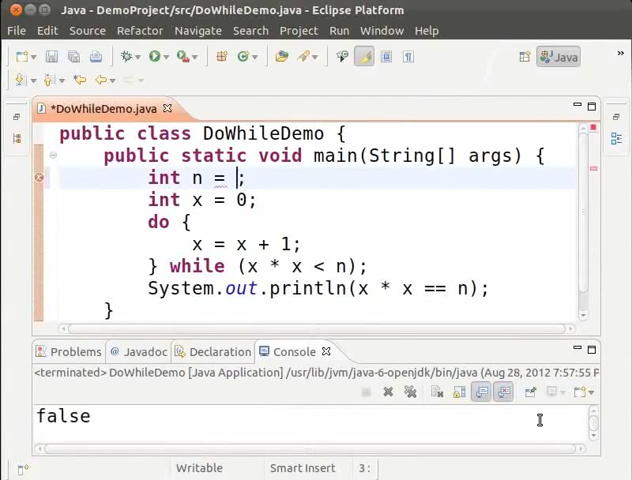 Java - DemoProject/src/DoWhileDemo.java - Eclipse Platform
File Edit Source Refactor Navigate Search Project Run Window Help
Java
*DoWhileDemo.java
public class DoWhileDemo {
public static void main(String[] args) {
int n = ;
int x = 0;
do {
x = x + 1;
} while (x * x < n);
System.out.println(x * x == n);
}
Problems Javadoc Declaration Console
<terminated> DoWhileDemo [Java Application] /usr/lib/jvm/java-6-openjdk/bin/java (Aug 28, 2012 7:57:55 P
false
Writable Smart Insert 3 :